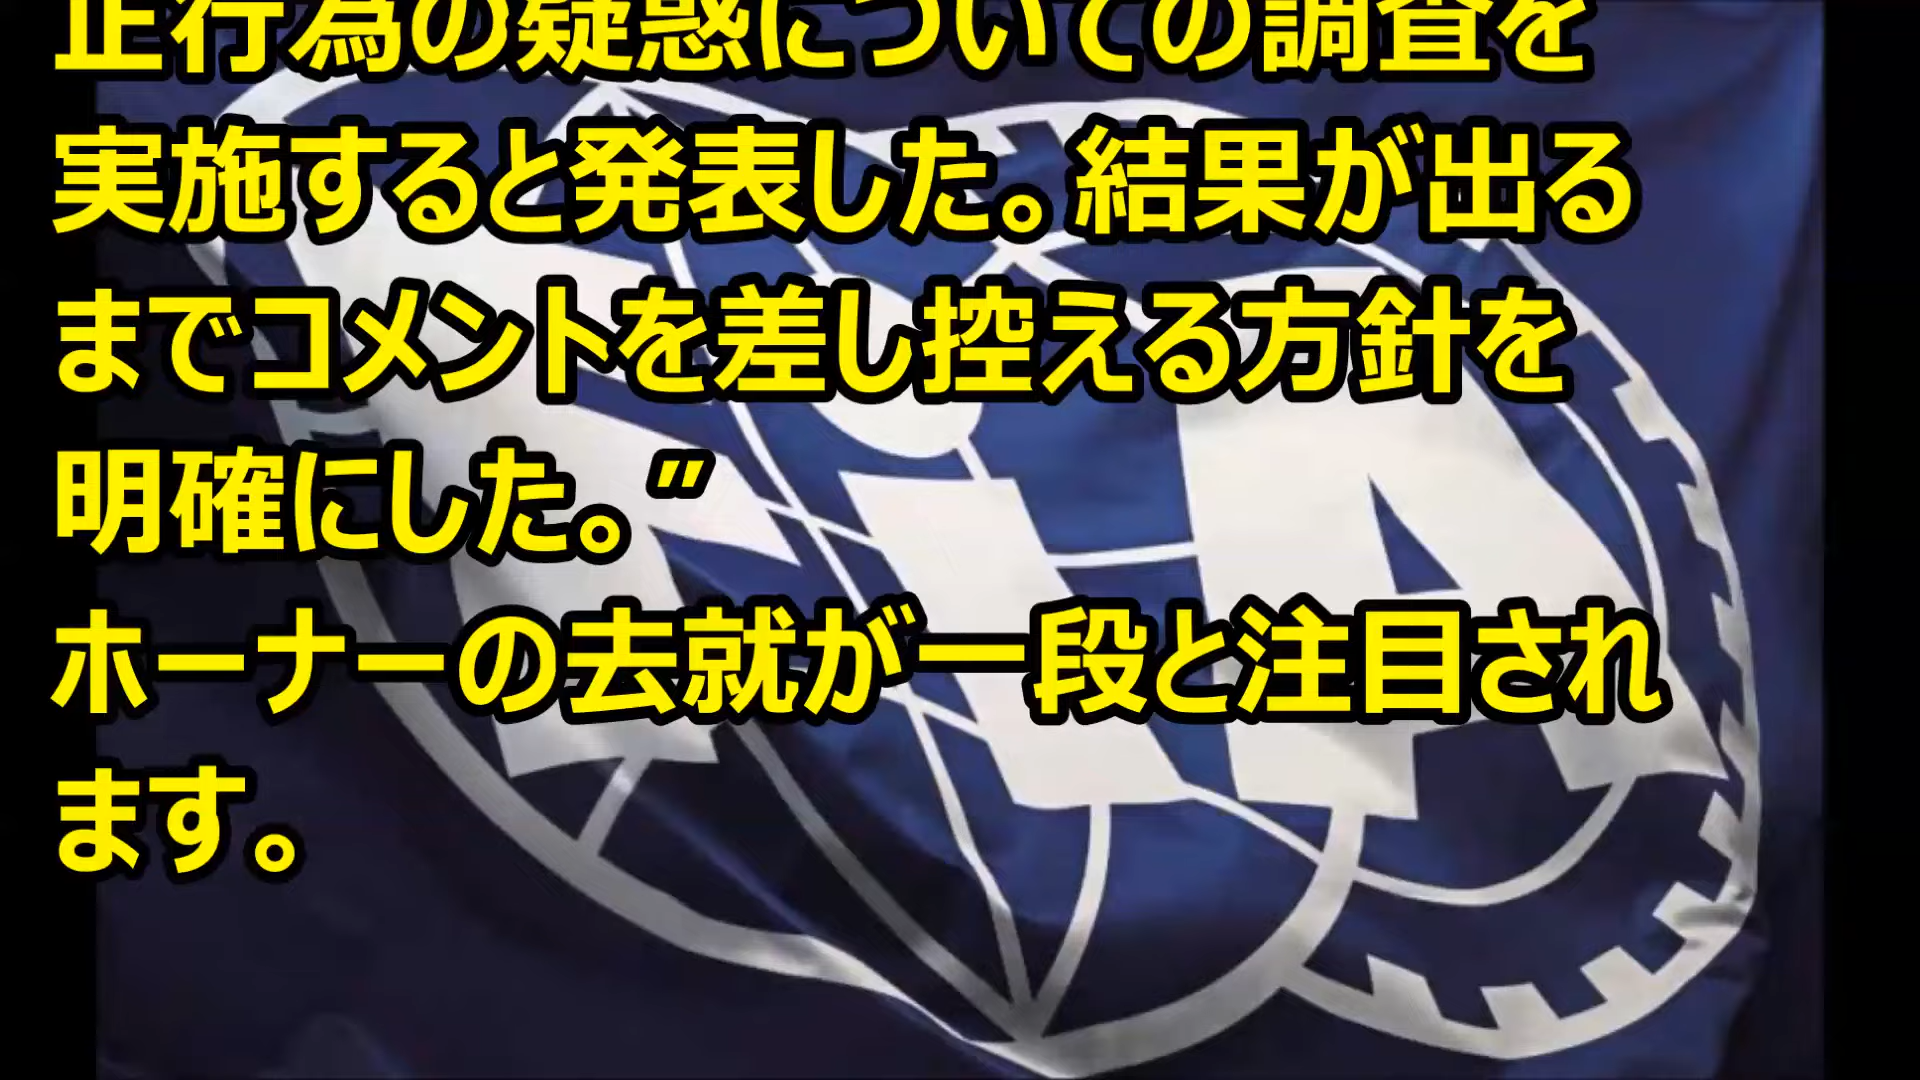 正行為の疑惑についての調査を
実施すると発表した。結果が出る
までコメントを差し控える方針を
明確にした。”
ホーナーの去就が一段と注目され
ます。
FiA